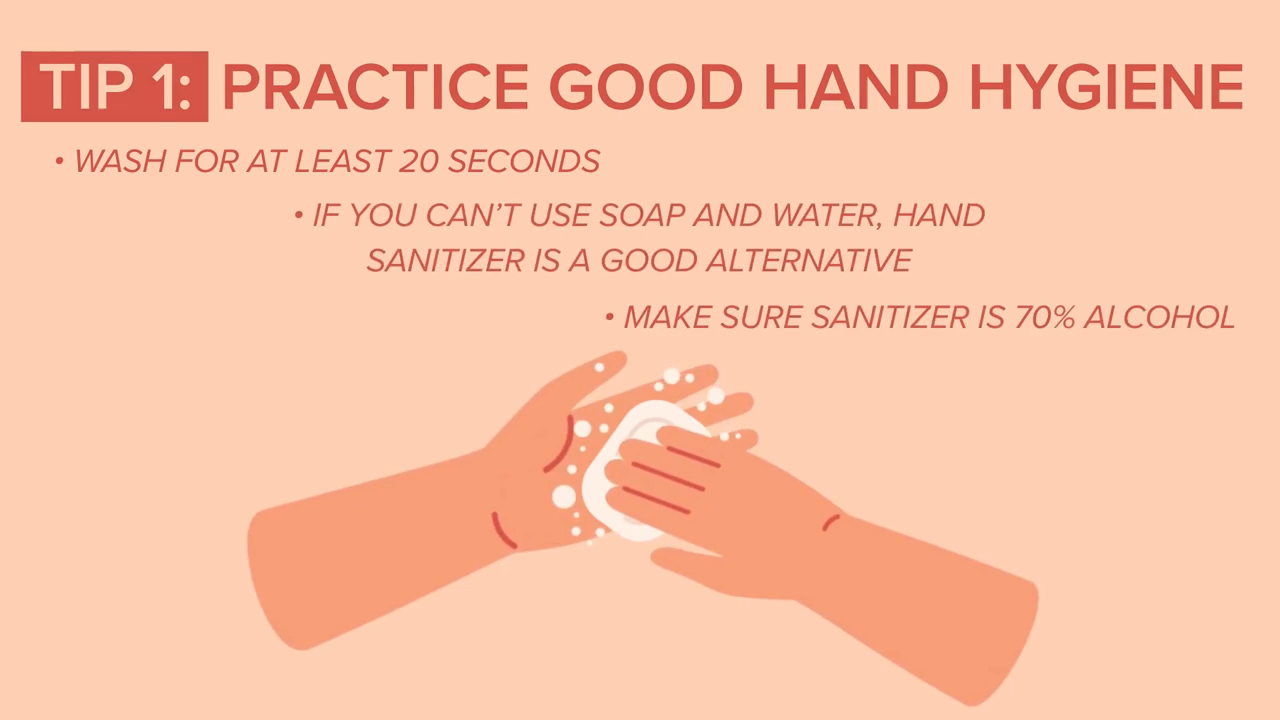 TIP 1: PRACTICE GOOD HAND HYGIENE
• WASH FOR AT LEAST 20 SECONDS
• IF YOU CAN’T USE SOAP AND WATER, HAND
SANITIZER IS A GOOD ALTERNATIVE
• MAKE SURE SANITIZER IS 70% ALCOHOL